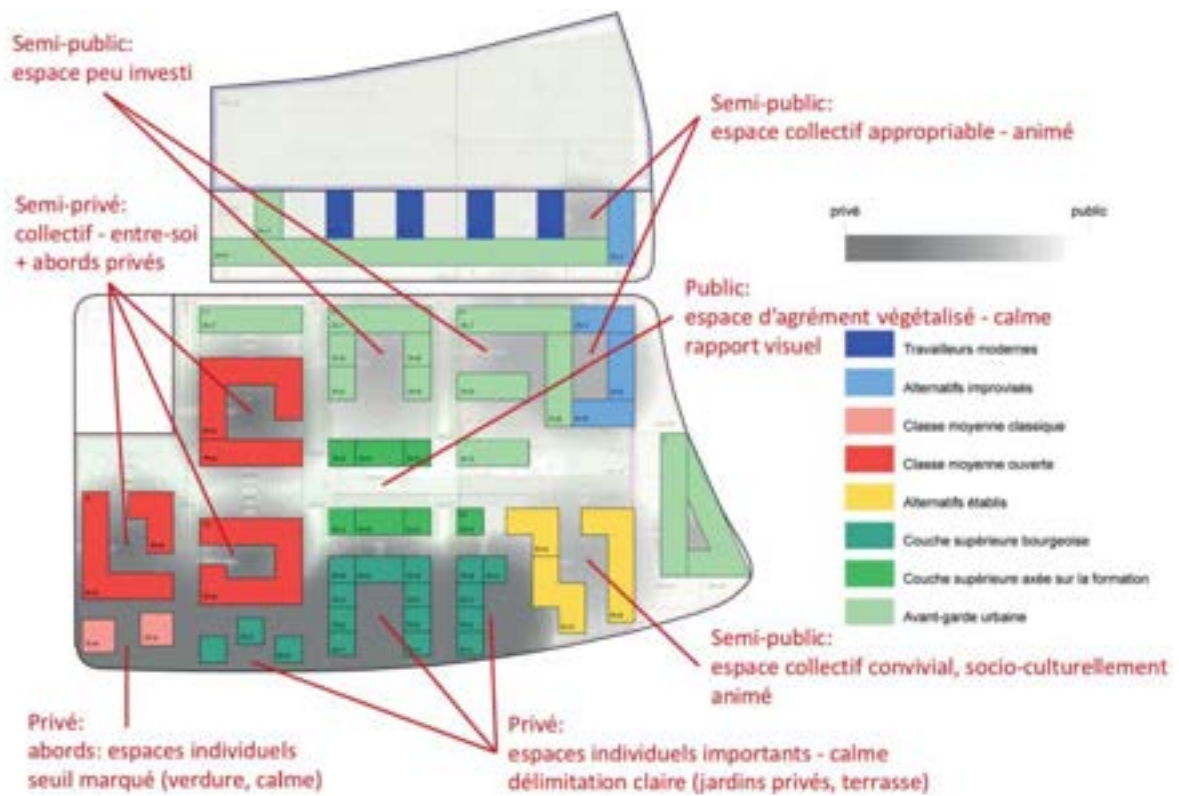 Semi-public:
espace peu investi
Semi-public:
espace collectif appropriable - animé
Semi-privé:
collectif - entre-soi
+ abords privés
privé
public
Public:
espace d'agrément végétalisé - calme
rapport visuel
Travailleurs modernes
Alternatifs improvisés
Classe moyenne classique
Classe moyenne ouverte
Alternatifs établis
Couche supérieure bourgeoise
Couche supérieure axée sur la formation
Avant-garde urbaine
Semi-public:
espace collectif convivial, socio-culturellement
animé
Privé:
abords: espaces individuels
seuil marqué (verdure, calme)
Privé:
espaces individuels importants - calme
délimitation claire (jardins privés, terrasse)